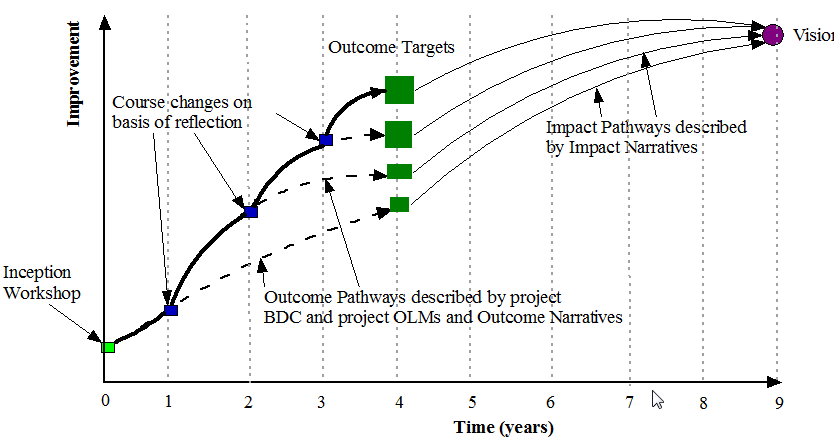 Improvement
Outcome Targets
Vision
Course changes on
basis of reflection
Impact Pathways described
by Impact Narratives
Inception
Workshop
Outcome Pathways described by project
BDC and project OLMs and Outcome Narratives
0 1 2 3 4 5 6 7 8 9
Time (years)